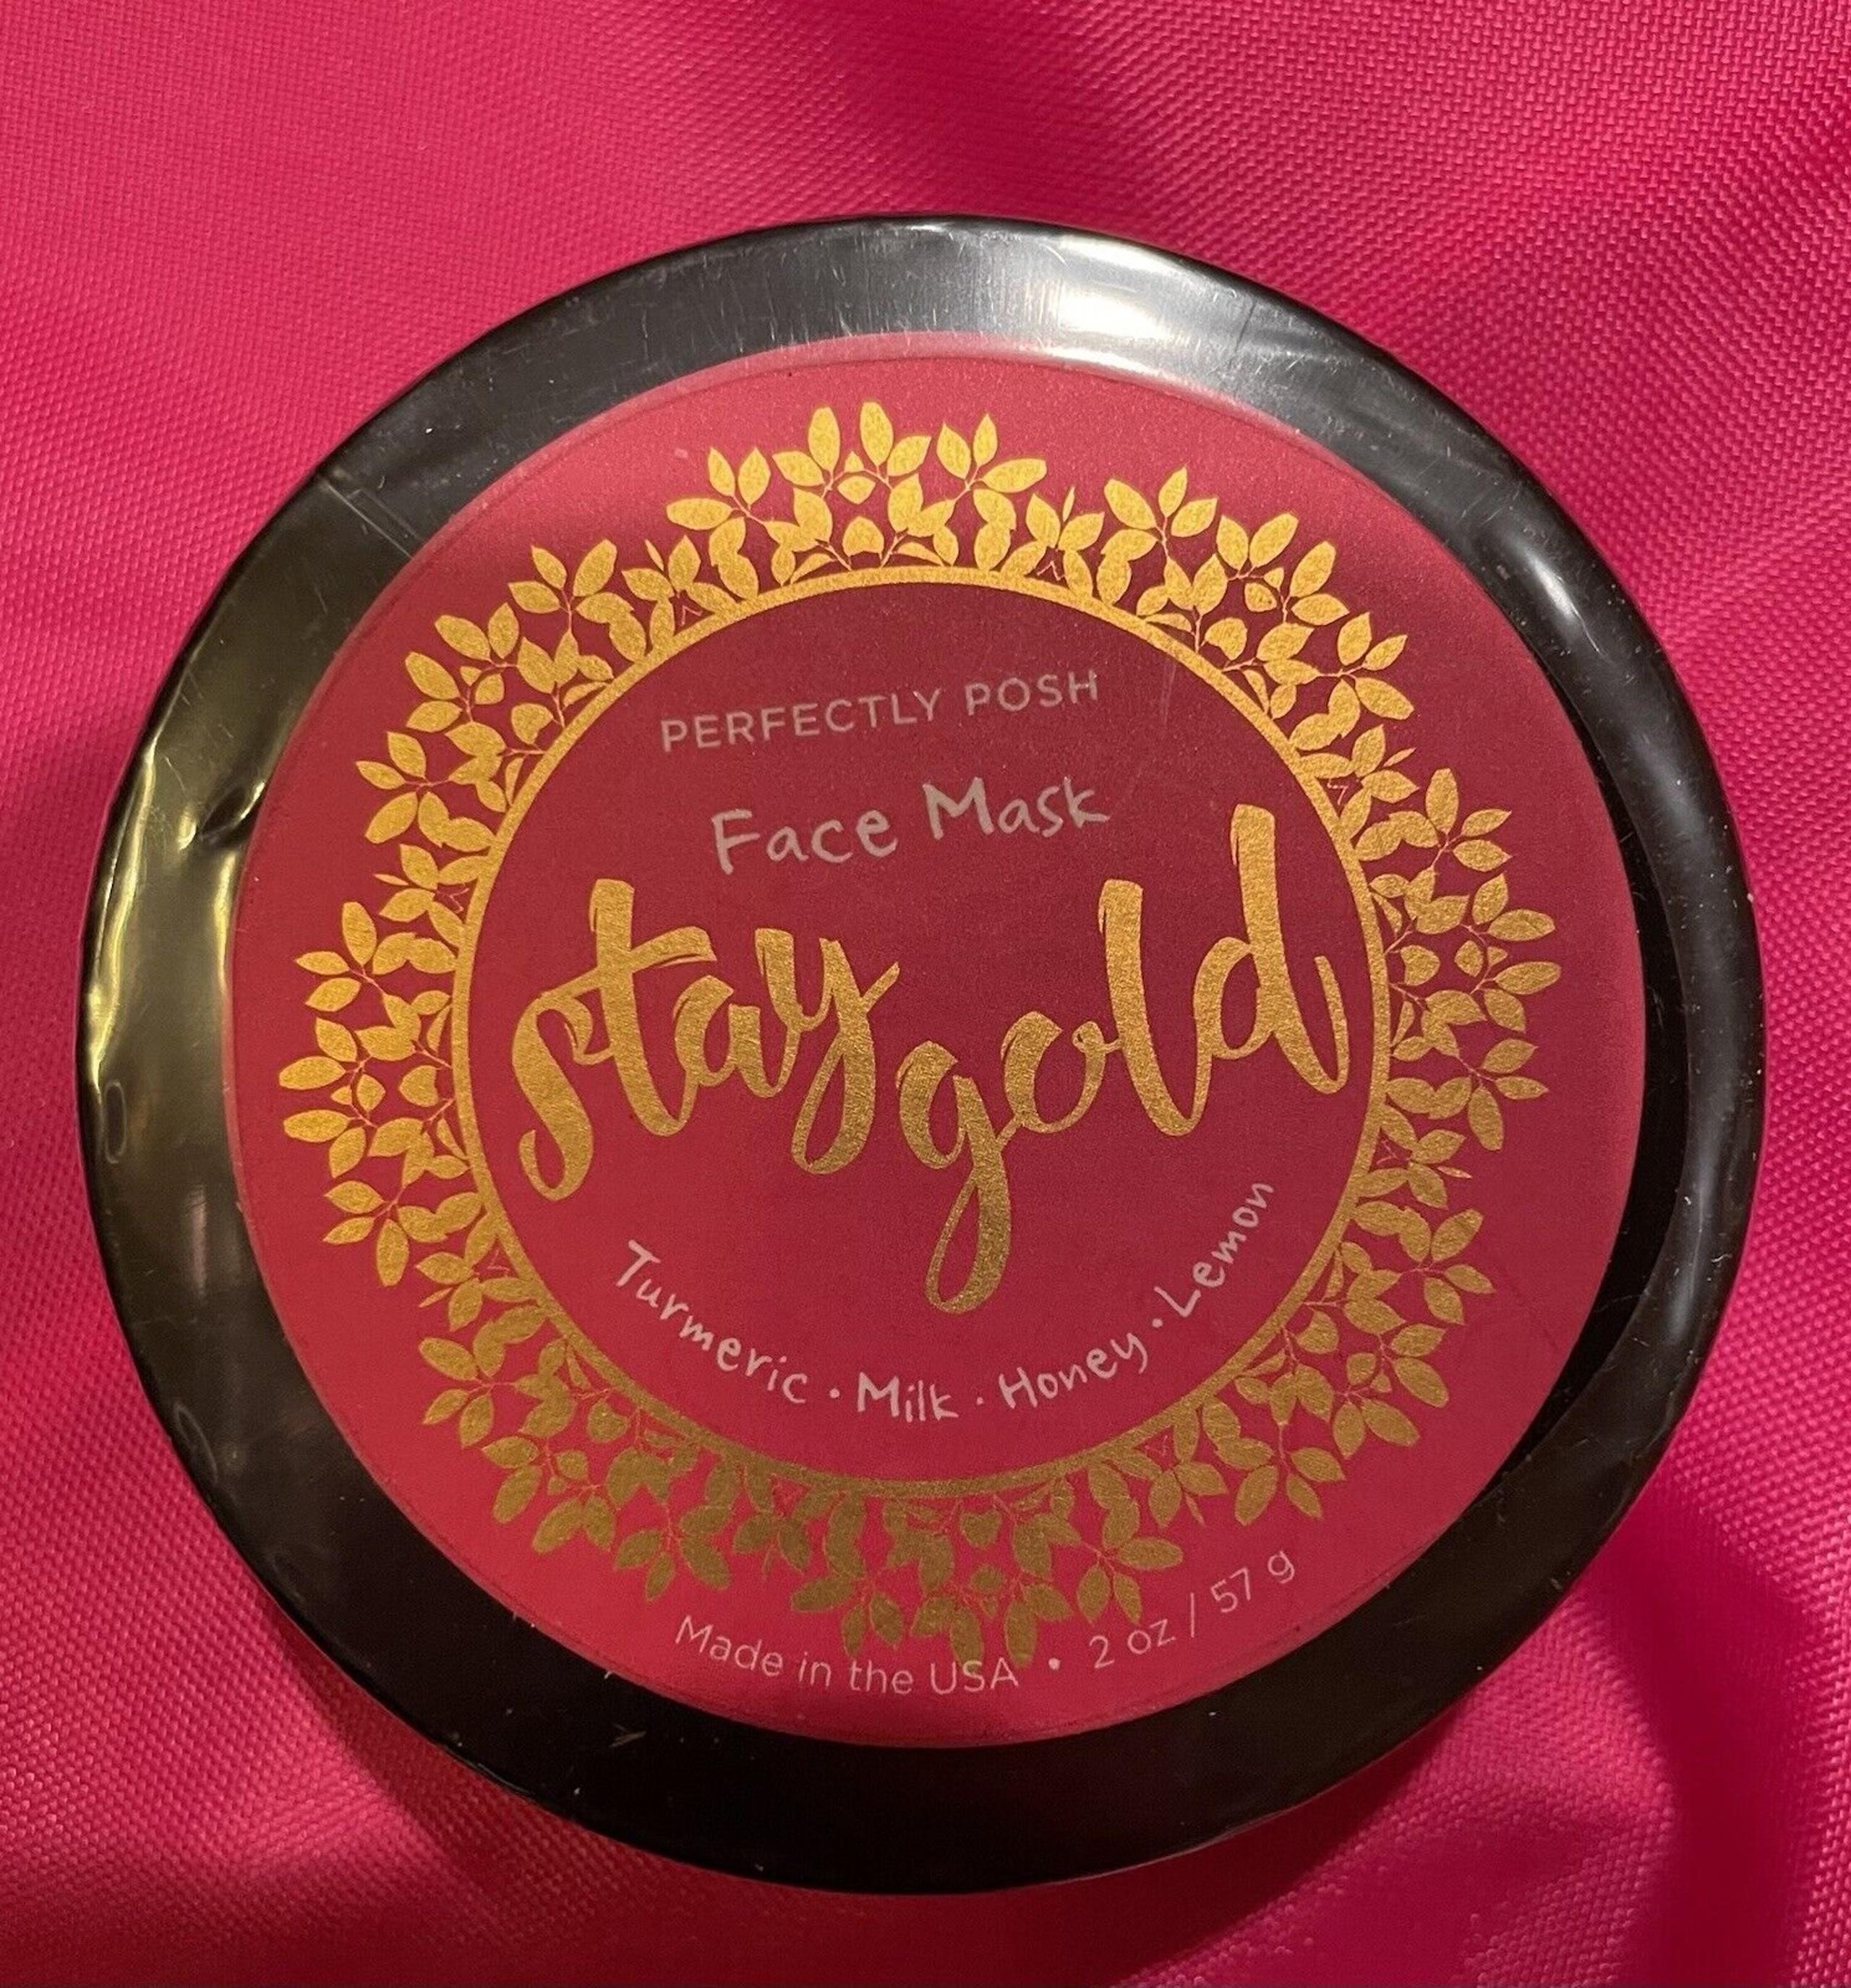 PERFECTLY POSH
Face Mask
stay gold
Turmeric • Milk • Honey • Lemon
Made in the USA • 2 oz / 57 g